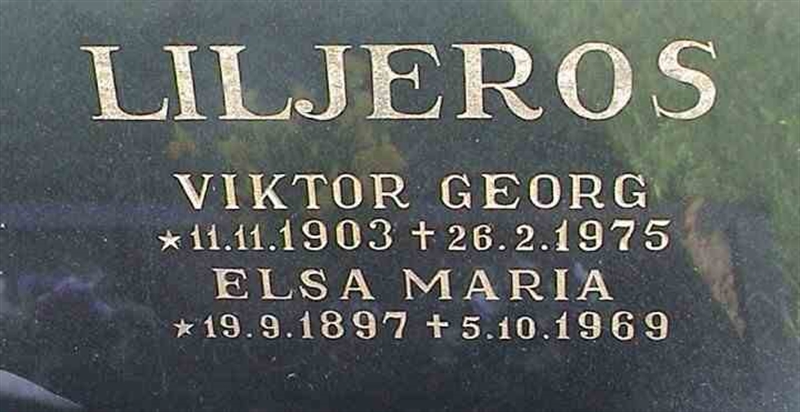 LILJEROS
VIKTOR GEORG
★11.11.1903 ✝ 26.2.1975
ELSA MARIA
★19.9.1897 ✝ 5.10.1969